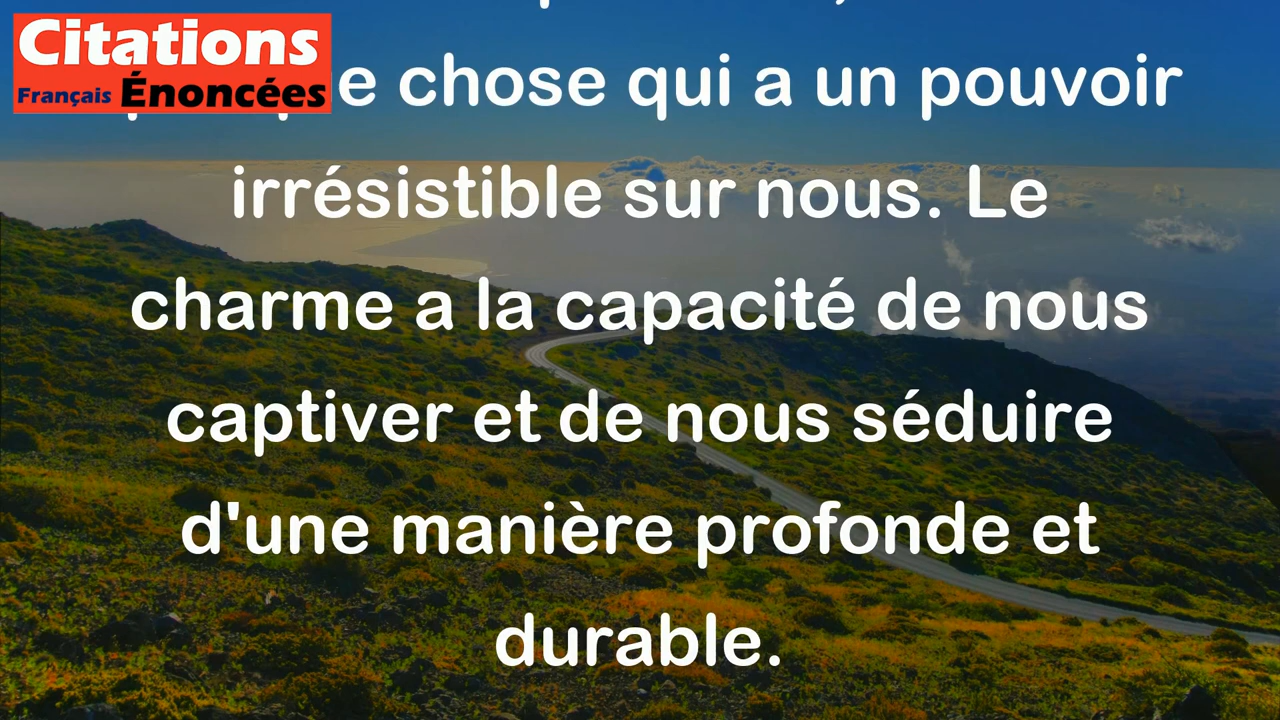 Citations
Français Énoncées
e chose qui a un pouvoir
irrésistible sur nous. Le
charme a la capacité de nous
captiver et de nous séduire
d'une manière profonde et
durable.